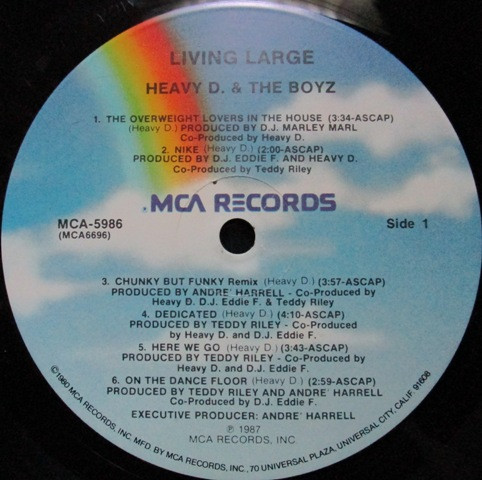 LIVING LARGE
HEAVY D. & THE BOYZ
1. THE OVERWEIGHT LOVERS IN THE HOUSE (3:34-ASCAP)
(Heavy D.) PRODUCED BY D.J. MARLEY MARL
Co-Produced by Heavy D.
2. NIKE (Heavy D.) (2:00-ASCAP)
PRODUCED BY D.J. EDDIE F. AND HEAVY D.
Co-Produced by Teddy Riley
MCA RECORDS
MCA-5986
(MCA6696)
Side 1
3. CHUNKY BUT FUNKY Remix (Heavy D.) (3:57-ASCAP)
PRODUCED BY ANDRE' HARRELL - Co-Produced by
Heavy D. D.J. Eddie F. & Teddy Riley
4. DEDICATED (Heavy D.) (4:10-ASCAP)
PRODUCED BY TEDDY RILEY - Co-Produced
by Heavy D. and D.J. Eddie F.
5. HERE WE GO (Heavy D.) (3:43-ASCAP)
PRODUCED BY TEDDY RILEY - Co-Produced by
Heavy D. and D.J. Eddie F.
6. ON THE DANCE FLOOR (Heavy D.) (2:59-ASCAP)
PRODUCED BY TEDDY RILEY AND ANDRE' HARRELL
Co-Produced by D.J. Eddie F.
EXECUTIVE PRODUCER: ANDRE' HARRELL
℗ 1987
MCA RECORDS, INC
©1980 MCA RECORDS, INC. MFD. BY MCA RECORDS, INC., 70 UNIVERSAL PLAZA, UNIVERSAL CITY, CALIF. 91608